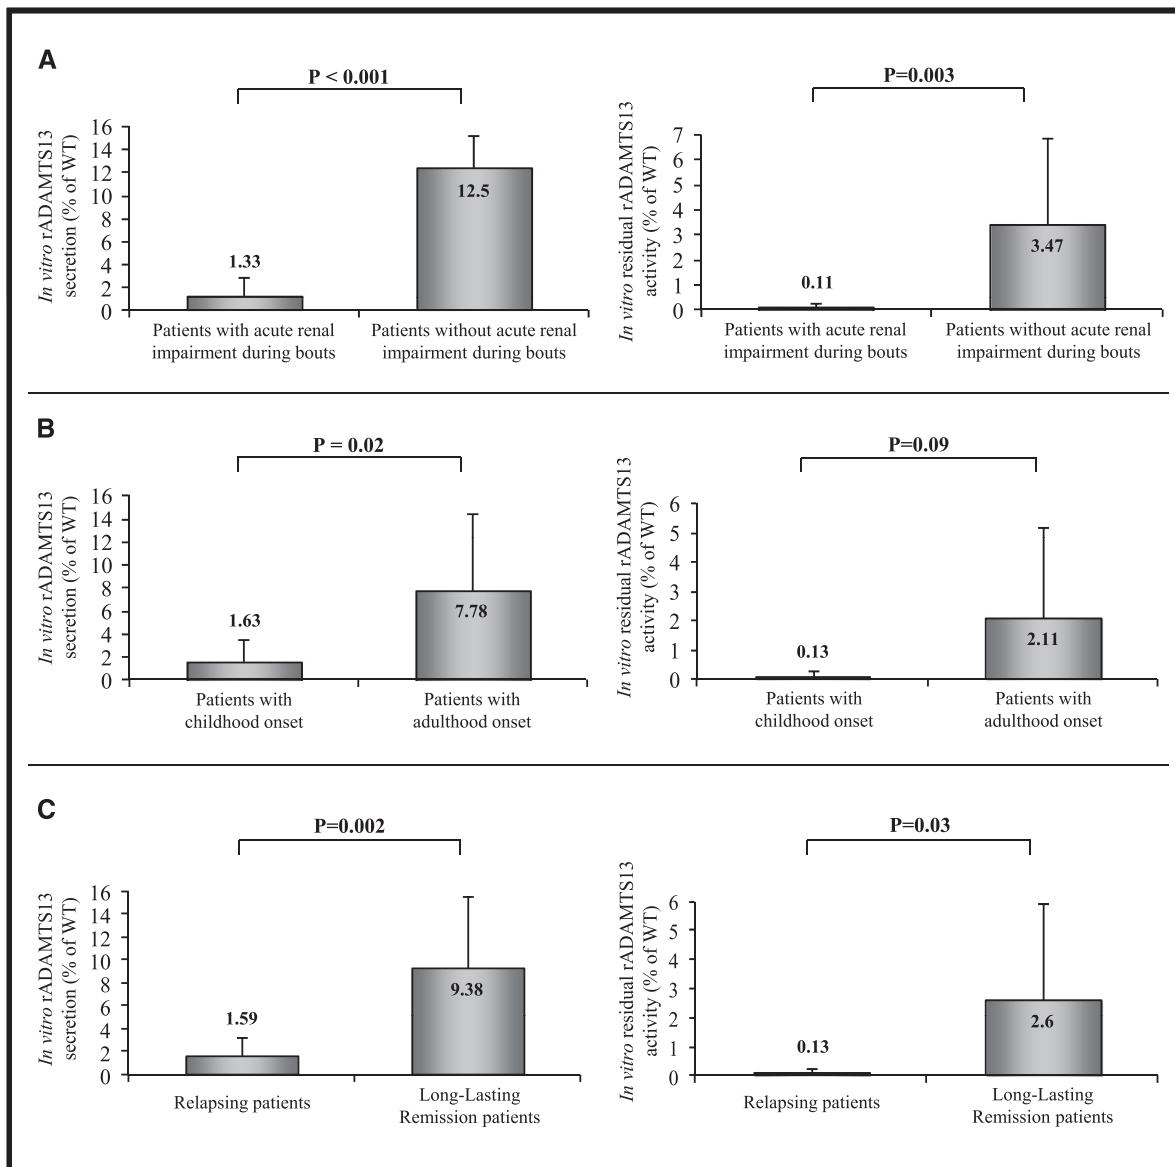 A
P < 0.001
In vitro rADAMTS13
secretion (% of WT)
16
14
12
10
8
6
4
2
0
1.33
12.5
Patients with acute renal
impairment during bouts
Patients without acute renal
impairment during bouts
P=0.003
In vitro residual rADAMTS13
activity (% of WT)
7
6
5
4
3
2
1
0
0.11
3.47
Patients with acute renal
impairment during bouts
Patients without acute renal
impairment during bouts
B
P = 0.02
In vitro rADAMTS13
secretion (% of WT)
16
14
12
10
8
6
4
2
0
1.63
7.78
Patients with
childhood onset
Patients with
adulthood onset
P=0.09
In vitro residual rADAMTS13
activity (% of WT)
6
5
4
3
2
1
0
0.13
2.11
Patients with
childhood onset
Patients with
adulthood onset
C
P=0.002
In vitro rADAMTS13
secretion (% of WT)
16
14
12
10
8
6
4
2
0
1.59
9.38
Relapsing patients
Long-Lasting
Remission patients
P=0.03
In vitro residual rADAMTS13
activity (% of WT)
6
5
4
3
2
1
0
0.13
2.6
Relapsing patients
Long-Lasting
Remission patients